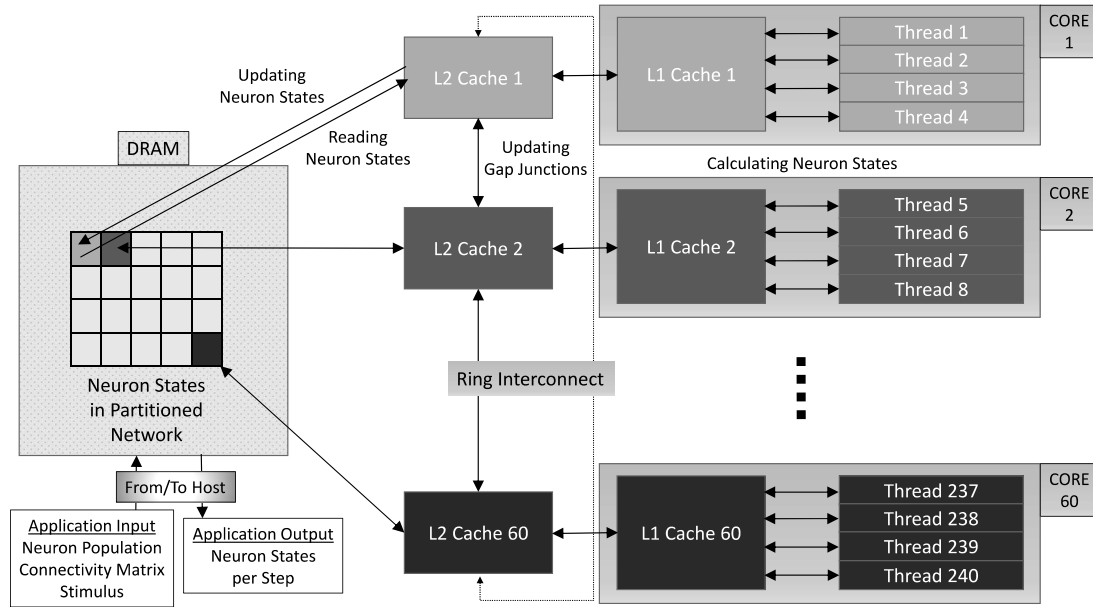 Updating
Neuron States
Reading
Neuron States
DRAM
Neuron States
in Partitioned
Network
From/To Host
Application Input
Neuron Population
Connectivity Matrix
Stimulus
Application Output
Neuron States
per Step
L2 Cache 1
Updating
Gap Junctions
L2 Cache 2
Ring Interconnect
L2 Cache 60
L1 Cache 1
Thread 1
Thread 2
Thread 3
Thread 4
CORE
1
Calculating Neuron States
L1 Cache 2
Thread 5
Thread 6
Thread 7
Thread 8
CORE
2
L1 Cache 60
Thread 237
Thread 238
Thread 239
Thread 240
CORE
60